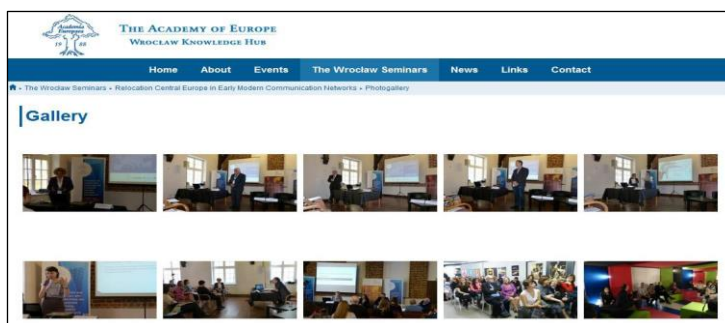 Academia
Europaea
19 88
THE ACADEMY OF EUROPE
WROCLAW KNOWLEDGE HUB
Home About Events The Wroclaw Seminars News Links Contact
The Wroclaw Seminars Relocation Central Europe in Early Modern Communication Networks Photogallery
Gallery